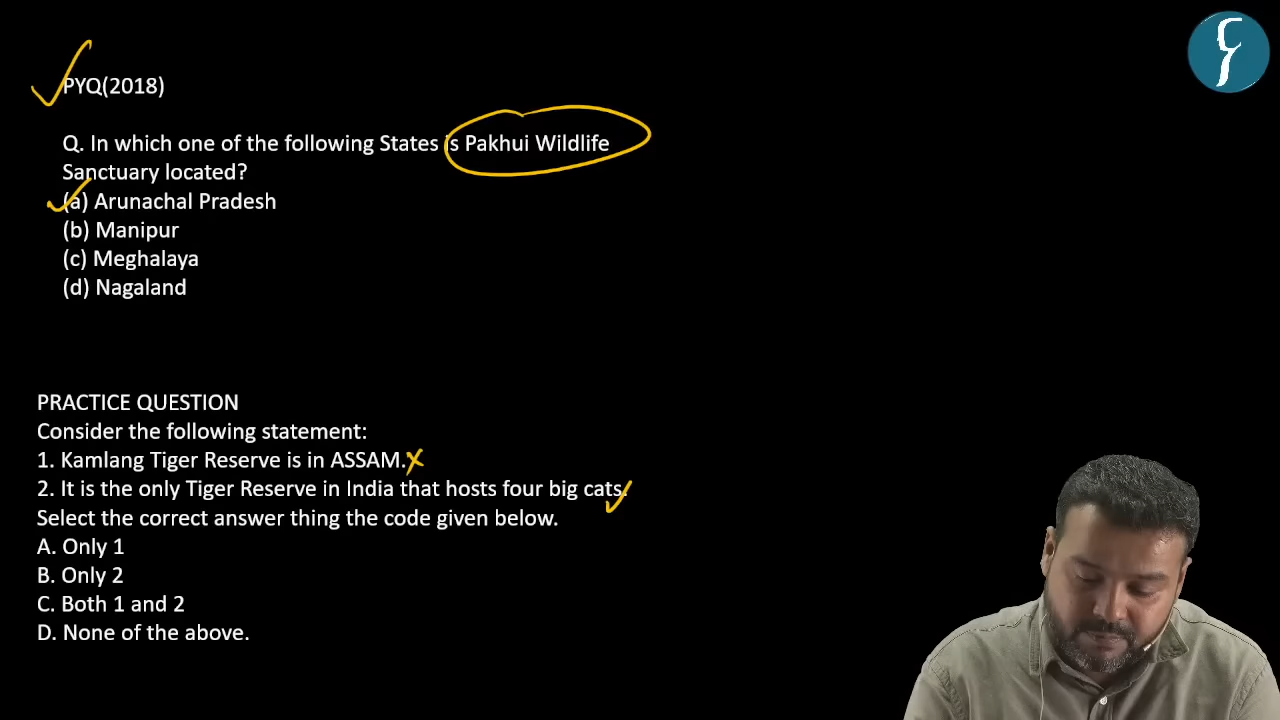 PYQ(2018)
Q. In which one of the following States is Pakhui Wildlife
Sanctuary located?
(a) Arunachal Pradesh
(b) Manipur
(c) Meghalaya
(d) Nagaland
PRACTICE QUESTION
Consider the following statement:
1. Kamlang Tiger Reserve is in ASSAM.
2. It is the only Tiger Reserve in India that hosts four big cats.
Select the correct answer thing the code given below.
A. Only 1
B. Only 2
C. Both 1 and 2
D. None of the above.